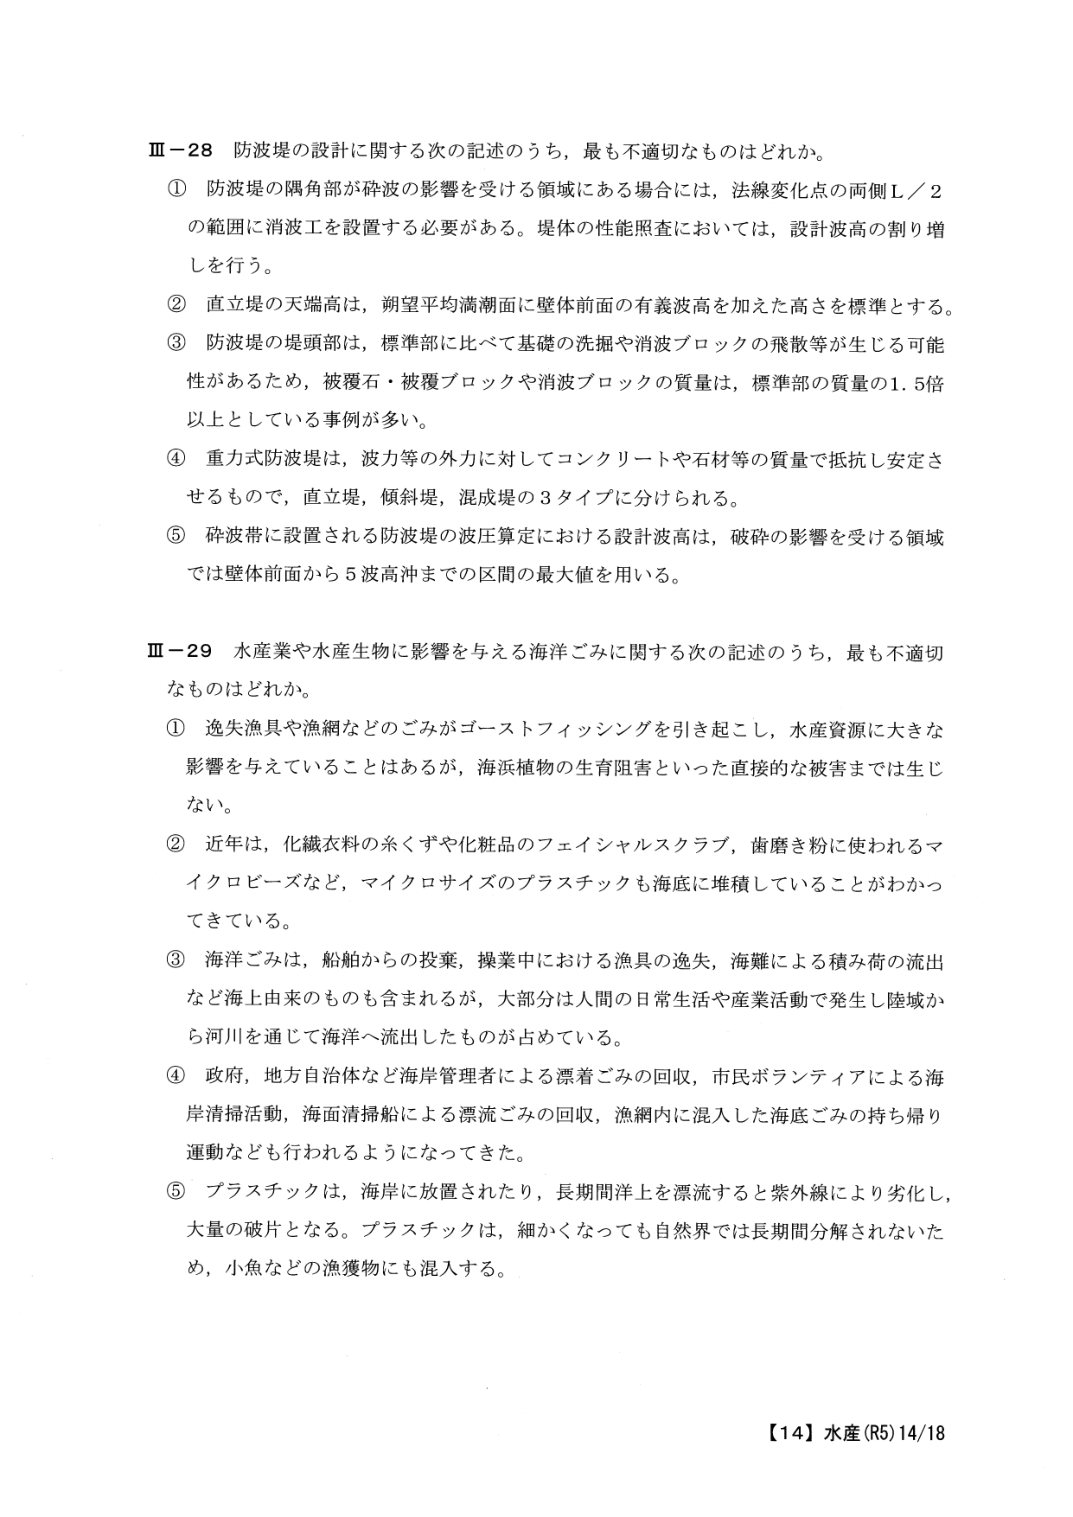 Ⅲ－28　防波堤の設計に関する次の記述のうち，最も不適切なものはどれか。
①　防波堤の隅角部が砕波の影響を受ける領域にある場合には，法線変化点の両側Ｌ／２
の範囲に消波工を設置する必要がある。堤体の性能照査においては，設計波高の割り増
しを行う。
②　直立堤の天端高は，朔望平均満潮面に壁体前面の有義波高を加えた高さを標準とする。
③　防波堤の堤頭部は，標準部に比べて基礎の洗掘や消波ブロックの飛散等が生じる可能
性があるため，被覆石・被覆ブロックや消波ブロックの質量は，標準部の質量の1.5倍
以上としている事例が多い。
④　重力式防波堤は，波力等の外力に対してコンクリートや石材等の質量で抵抗し安定さ
せるもので，直立堤，傾斜堤，混成堤の３タイプに分けられる。
⑤　砕波帯に設置される防波堤の波圧算定における設計波高は，破砕の影響を受ける領域
では壁体前面から５波高沖までの区間の最大値を用いる。
Ⅲ－29　水産業や水産生物に影響を与える海洋ごみに関する次の記述のうち，最も不適切
なものはどれか。
①　逸失漁具や漁網などのごみがゴーストフィッシングを引き起こし，水産資源に大きな
影響を与えていることはあるが，海浜植物の生育阻害といった直接的な被害までは生じ
ない。
②　近年は，化繊衣料の糸くずや化粧品のフェイシャルスクラブ，歯磨き粉に使われるマ
イクロビーズなど，マイクロサイズのプラスチックも海底に堆積していることがわかっ
てきている。
③　海洋ごみは，船舶からの投棄，操業中における漁具の逸失，海難による積み荷の流出
など海上由来のものも含まれるが，大部分は人間の日常生活や産業活動で発生し陸域か
ら河川を通じて海洋へ流出したものが占めている。
④　政府，地方自治体など海岸管理者による漂着ごみの回収，市民ボランティアによる海
岸清掃活動，海面清掃船による漂流ごみの回収，漁網内に混入した海底ごみの持ち帰り
運動なども行われるようになってきた。
⑤　プラスチックは，海岸に放置されたり，長期間洋上を漂流すると紫外線により劣化し，
大量の破片となる。プラスチックは，細かくなっても自然界では長期間分解されないた
め，小魚などの漁獲物にも混入する。
【14】水産(R5)14/18